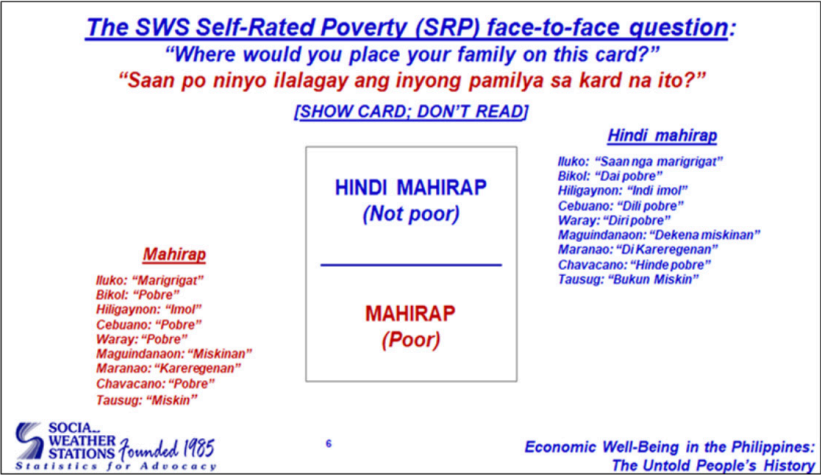 The SWS Self-Rated Poverty (SRP) face-to-face question:
“Where would you place your family on this card?”
“Saan po ninyo ilalagay ang inyong pamilya sa kard na ito?”
[SHOW CARD; DON’T READ]
Hindi mahirap
Iluko: “Saan nga marigrigat”
Bikol: “Dai pobre”
Hiligaynon: “Indi imol”
Cebuano: “Dili pobre”
Waray: “Diri pobre”
Maguindanaon: “Dekena miskinan”
Maranao: “Di Kareregenan”
Chavacano: “Hinde pobre”
Tausug: “Bukun Miskin”
HINDI MAHIRAP
(Not poor)
MAHIRAP
(Poor)
Mahirap
Iluko: “Marigrigat”
Bikol: “Pobre”
Hiligaynon: “Imol”
Cebuano: “Pobre”
Waray: “Pobre”
Maguindanaon: “Miskinan”
Maranao: “Kareregenan”
Chavacano: “Pobre”
Tausug: “Miskin”
SOCIAL
WEATHER
STATIONS Founded 1985
Statistics for Advocacy
6
Economic Well-Being in the Philippines:
The Untold People’s History